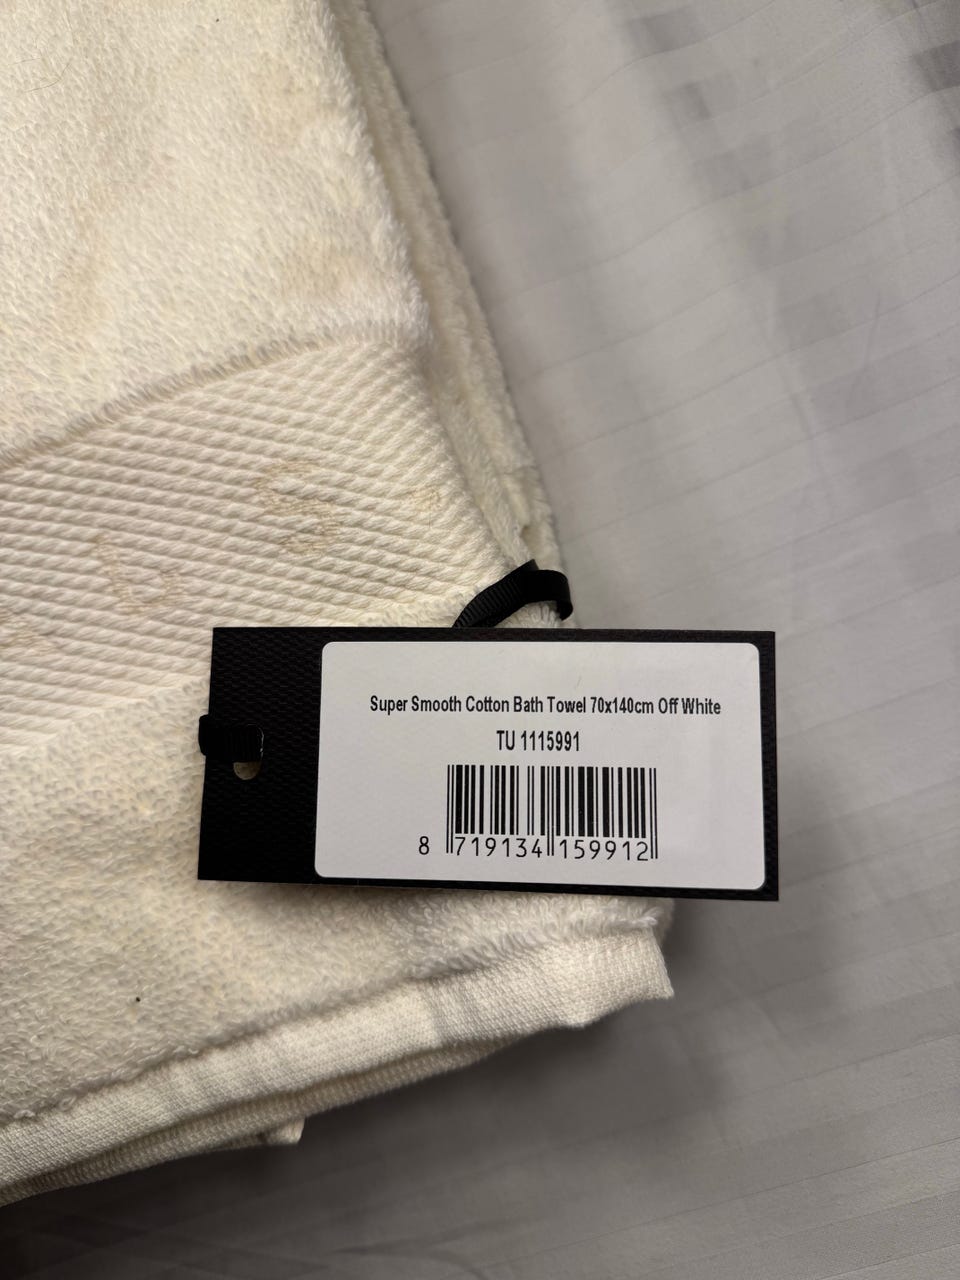 Super Smooth Cotton Bath Towel 70x140cm Off White
TU 1115991
8 719134 159912